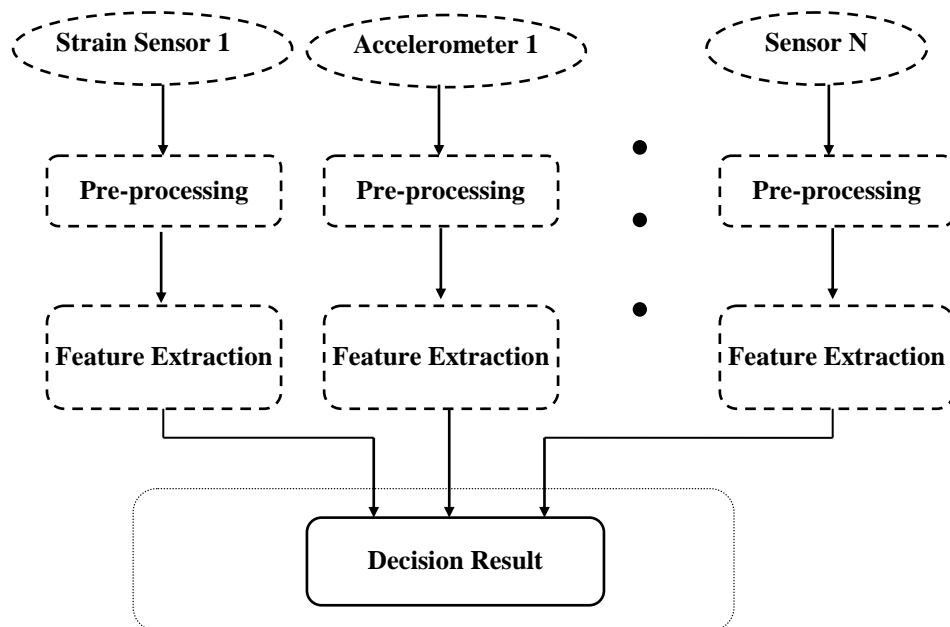 Strain Sensor 1
Accelerometer 1
Sensor N
Pre-processing
Pre-processing
Pre-processing
Feature Extraction
Feature Extraction
Feature Extraction
Decision Result